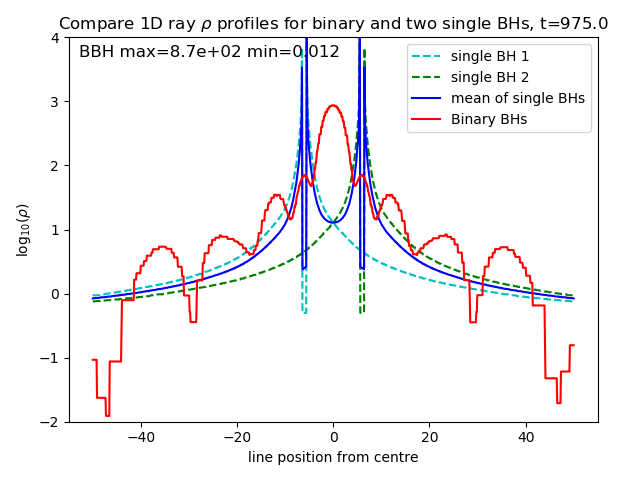 Compare 1D ray ρ profiles for binary and two single BHs, t=975.0
BBH max=8.7e+02 min=0.012
single BH 1
single BH 2
mean of single BHs
Binary BHs
4
3
2
1
0
−1
−2
log₁₀(ρ)
−40 −20 0 20 40
line position from centre